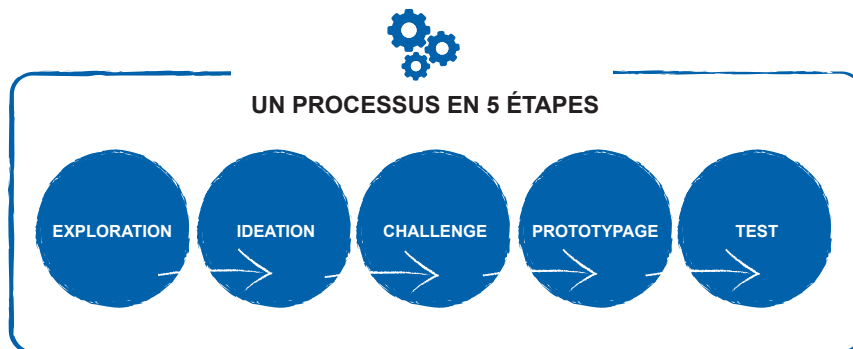 UN PROCESSUS EN 5 ÉTAPES
EXPLORATION
IDEATION
CHALLENGE
PROTOTYPAGE
TEST